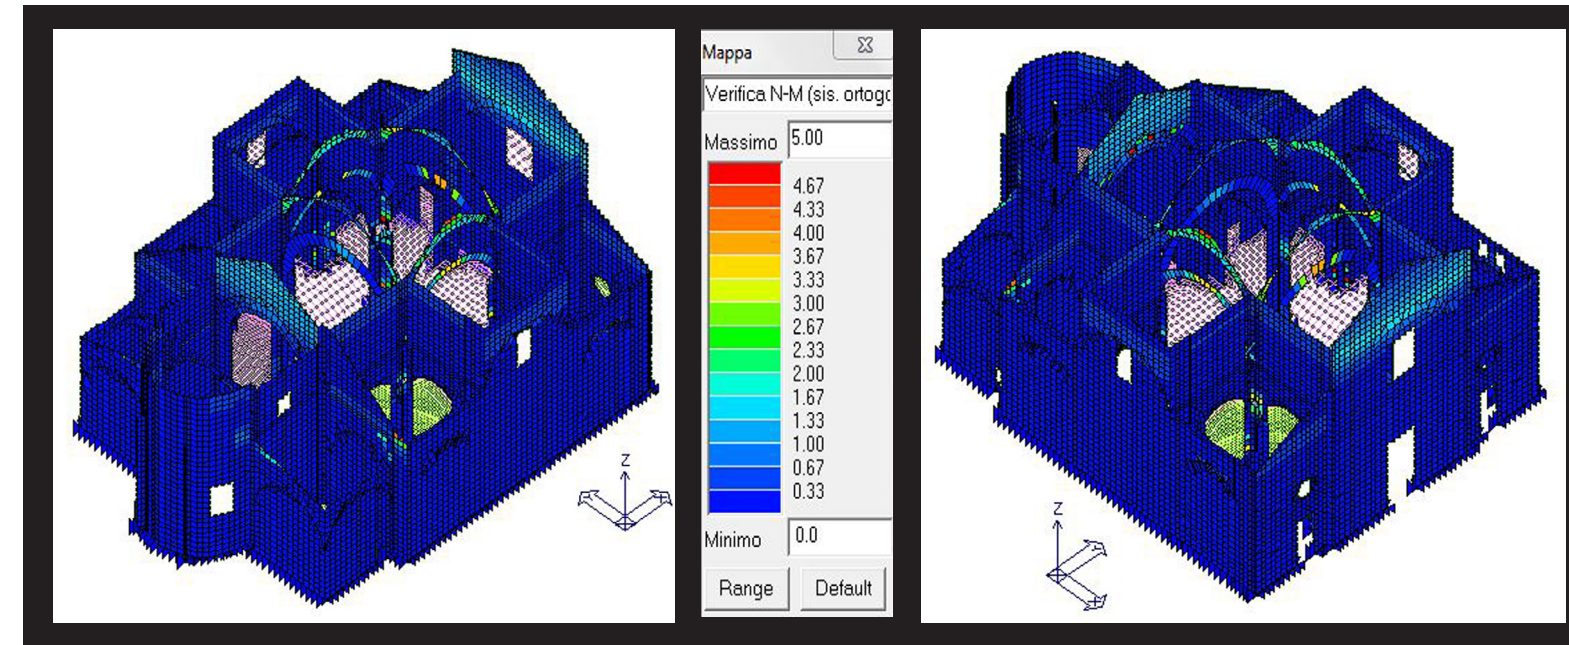 Mappa
Verifica N-M (sis. ortogo
Massimo 5.00
4.67
4.33
4.00
3.67
3.33
3.00
2.67
2.33
2.00
1.67
1.33
1.00
0.67
0.33
Minimo 0.0
Range Default
Z
Z